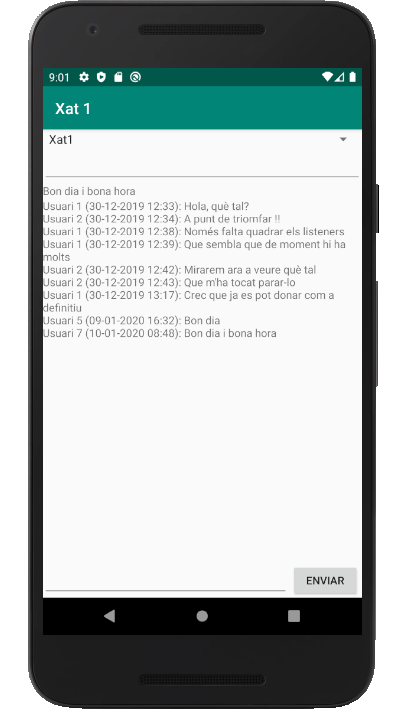 9:01
Xat 1
Xat1
Bon dia i bona hora
Usuari 1 (30-12-2019 12:33): Hola, què tal?
Usuari 2 (30-12-2019 12:34): A punt de triomfar !!
Usuari 1 (30-12-2019 12:38): Només falta quadrar els listeners
Usuari 1 (30-12-2019 12:39): Que sembla que de moment hi ha
molts
Usuari 2 (30-12-2019 12:42): Mirarem ara a veure què tal
Usuari 2 (30-12-2019 12:43): Que m'ha tocat parar-lo
Usuari 1 (30-12-2019 13:17): Crec que ja es pot donar com a
definitiu
Usuari 5 (09-01-2020 16:32): Bon dia
Usuari 7 (10-01-2020 08:48): Bon dia i bona hora
ENVIAR